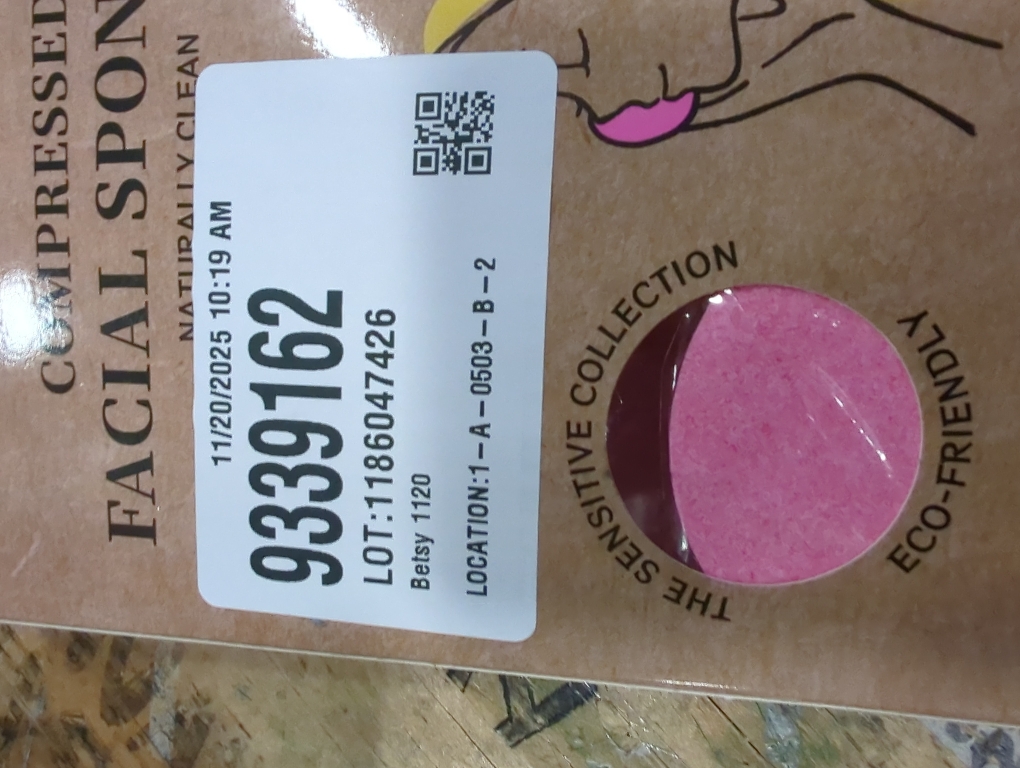 COMPRESSED
FACIAL SPON
NATURALLY CLEAN
11/20/2025 10:19 AM
9339162
LOT:1186047426
Betsy 1120
LOCATION:1-A-0503-B-2
THE SENSITIVE COLLECTION
ECO-FRIENDLY